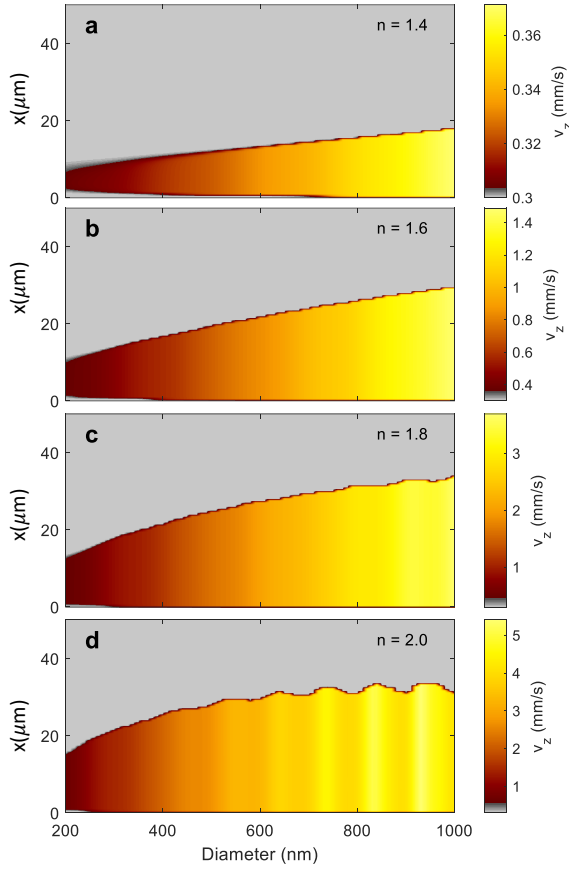 a
n = 1.4
40
20
0
x(μm)
0.36
0.32
0.3
v_z (mm/s)
b
n = 1.6
40
20
0
x(μm)
1.4
1.2
1
0.8
0.6
0.4
v_z (mm/s)
c
n = 1.8
40
20
0
x(μm)
3
2
1
v_z (mm/s)
d
n = 2.0
40
20
0
x(μm)
5
4
3
2
1
v_z (mm/s)
200 400 600 800 1000
Diameter (nm)